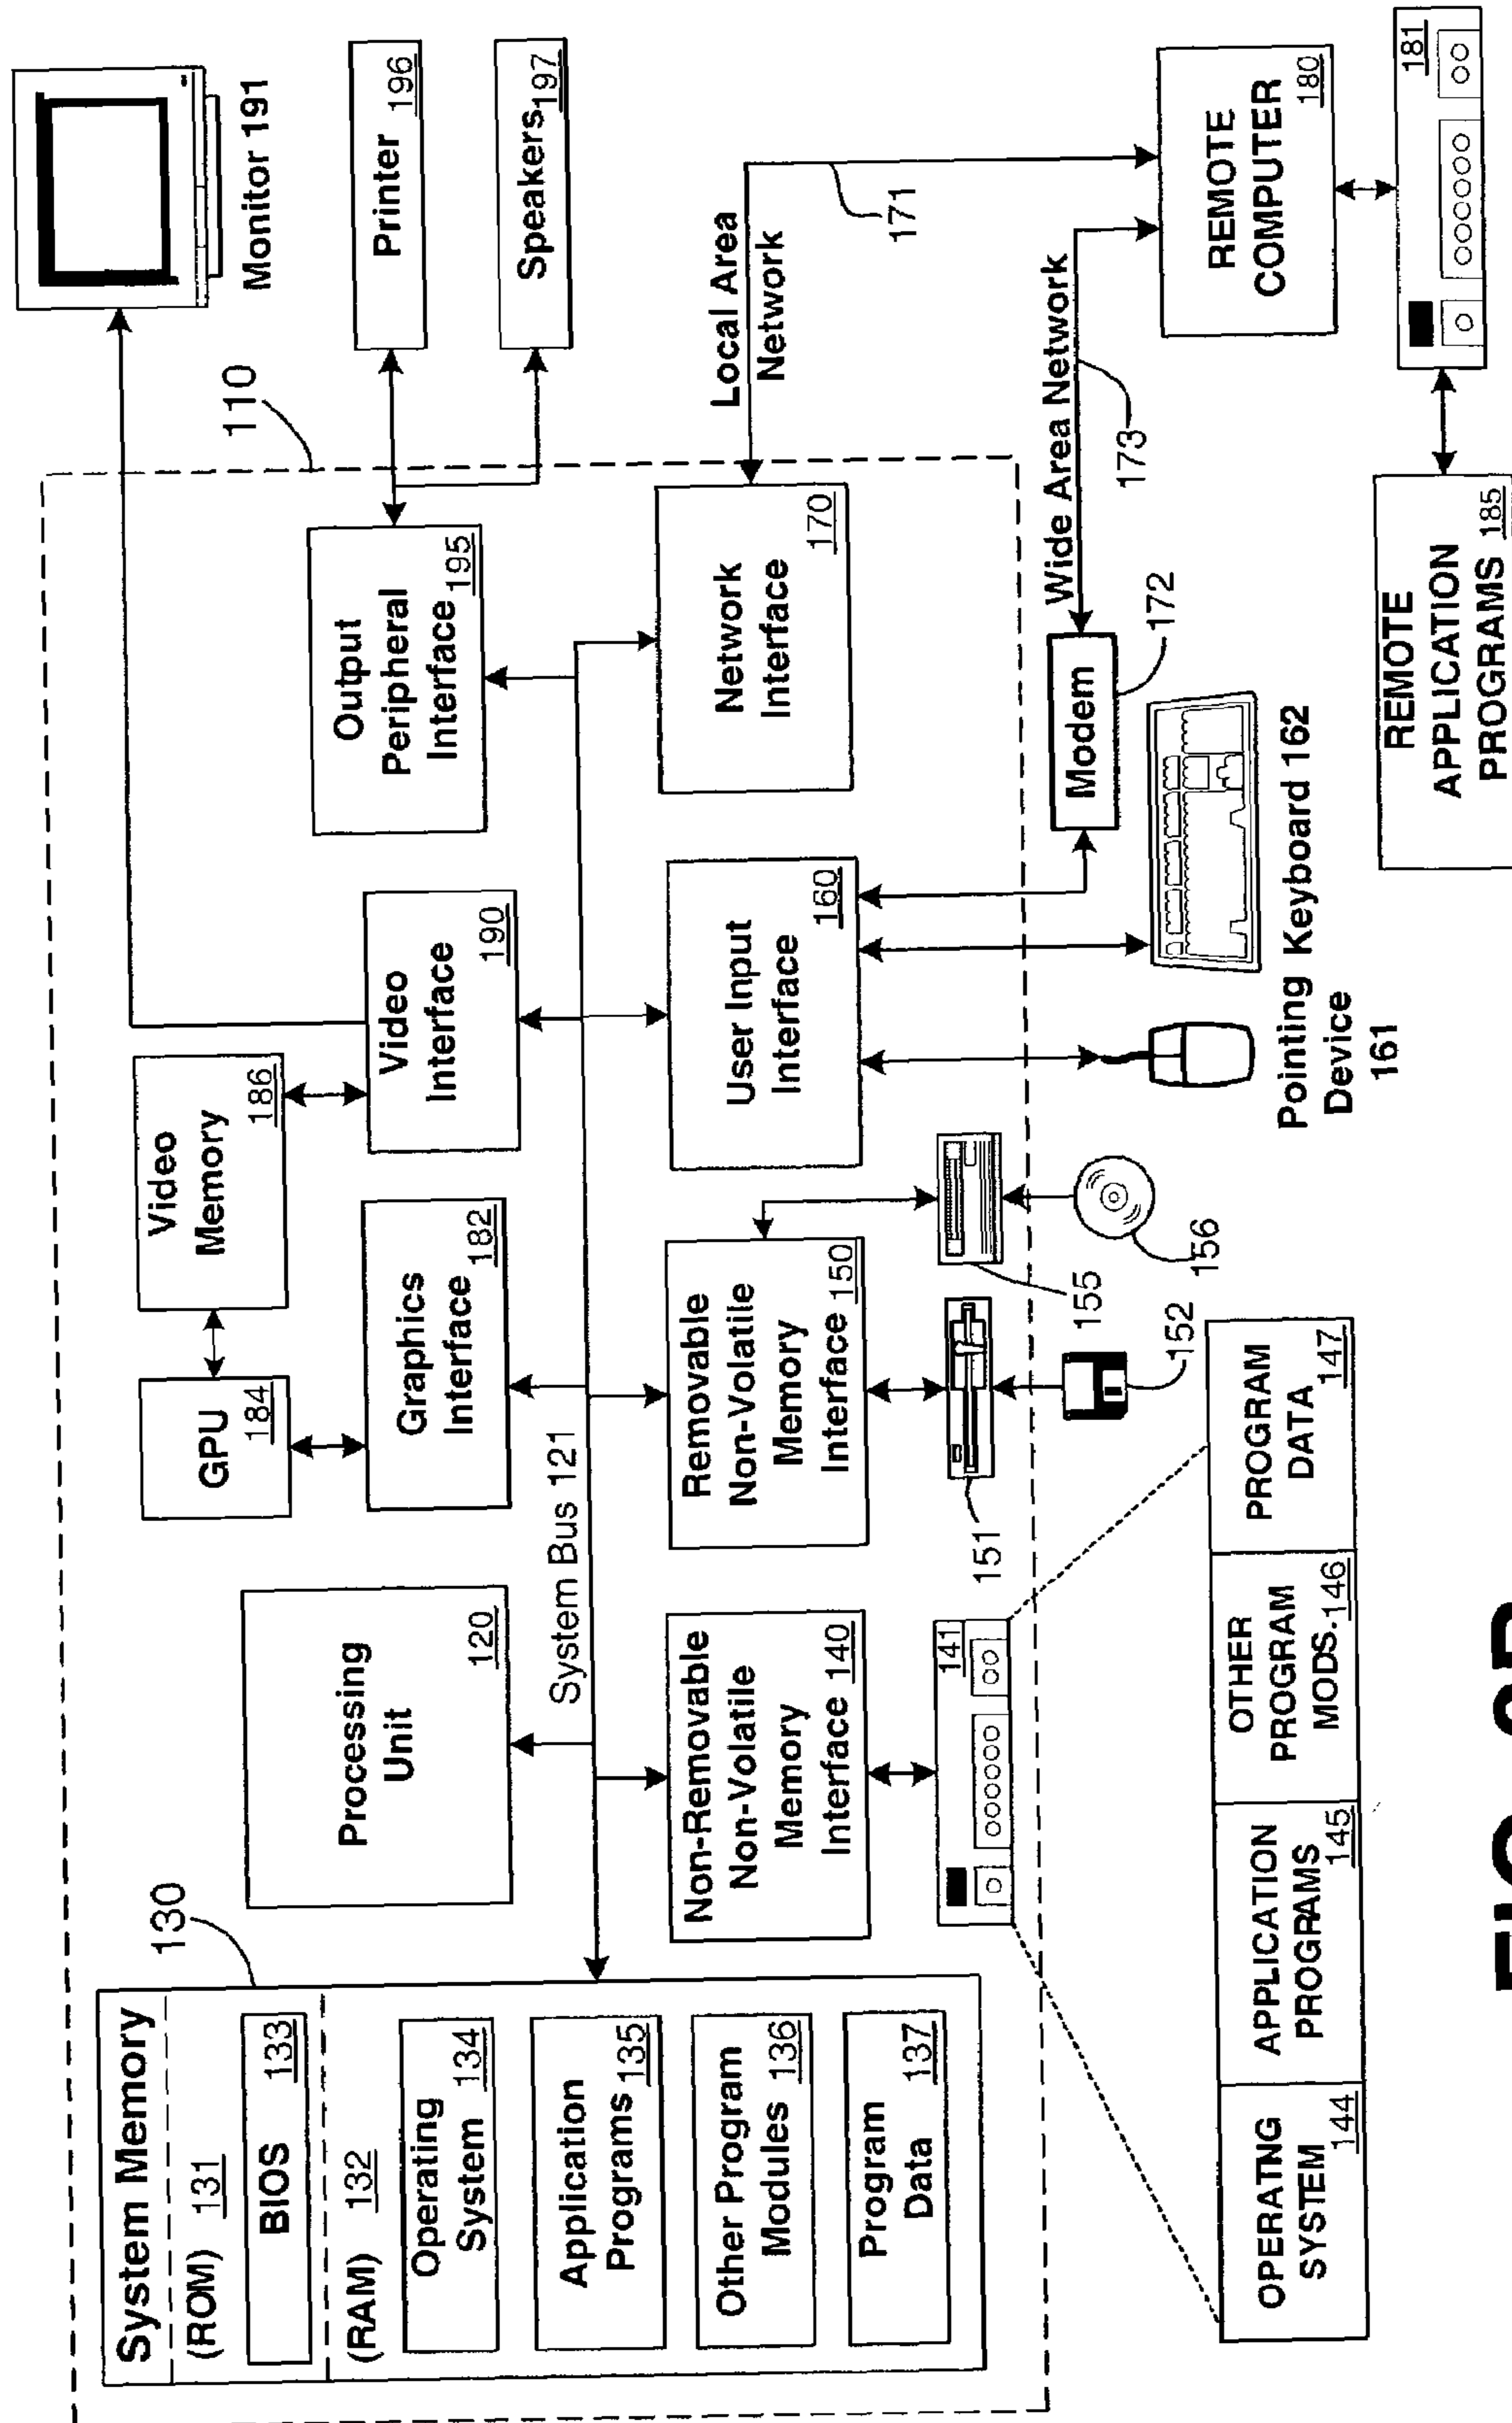 110
130
System Memory
(ROM) 131
BIOS 133
(RAM) 132
Operating
System 134
Application
Programs 135
Other Program
Modules 136
Program
Data 137
Processing
Unit
120
System Bus 121
GPU
184
Video
Memory
186
Graphics
Interface
182
Video
Interface
190
Output
Peripheral
Interface 195
Monitor 191
Printer
196
Speakers 197
Non-Removable
Non-Volatile
Memory
Interface 140
Removable
Non-Volatile
Memory
Interface 150
User Input
Interface
160
Network
Interface
170
Local Area
Network
171
Wide Area Network
173
Modem
172
141
151
152
155
156
Pointing
Device
161
Keyboard 162
REMOTE
COMPUTER
180
181
REMOTE
APPLICATION
PROGRAMS 185
OPERATNG
SYSTEM 144
APPLICATION
PROGRAMS
145
OTHER
PROGRAM
MODS. 146
PROGRAM
DATA
147